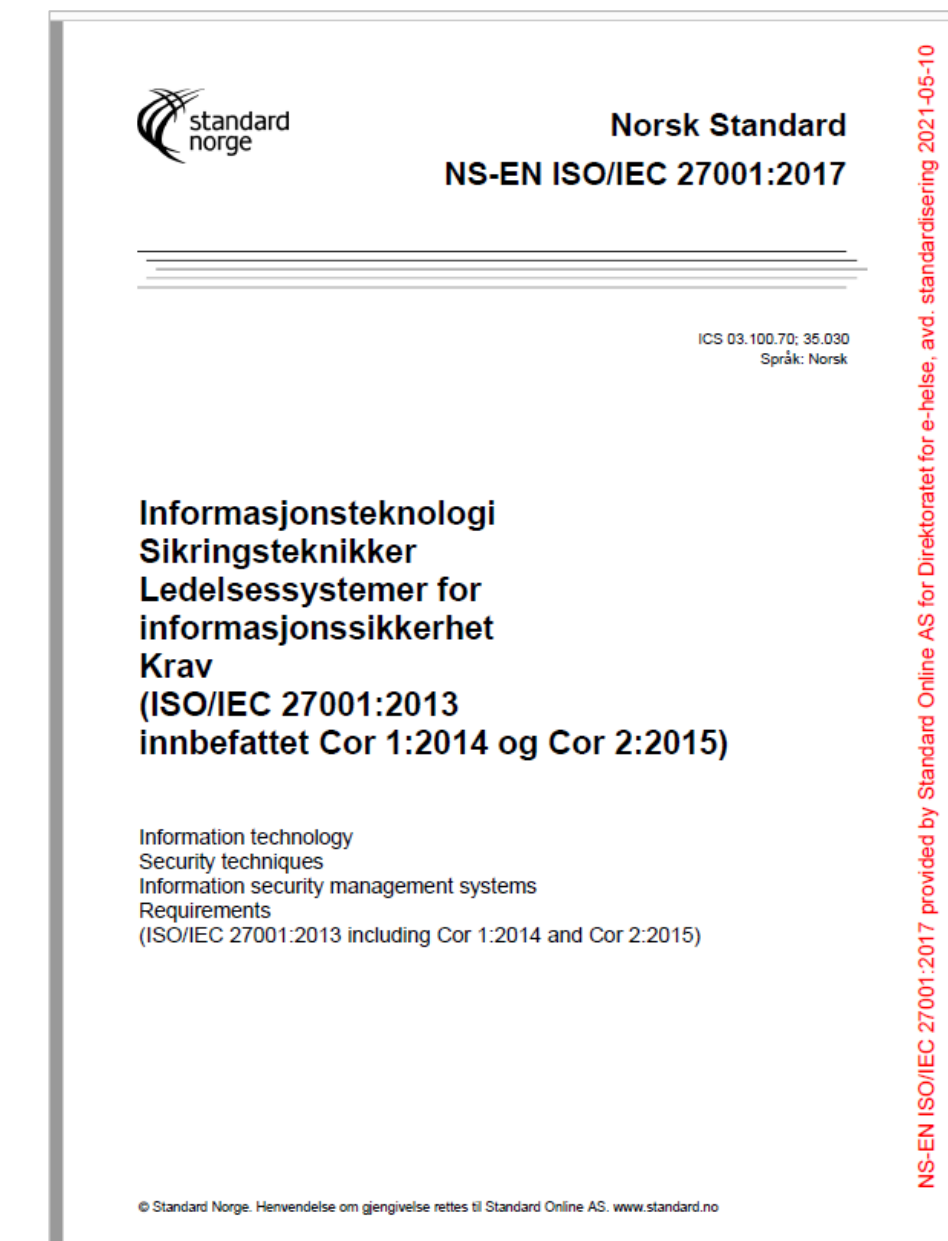 standard
norge
Norsk Standard
NS-EN ISO/IEC 27001:2017
ICS 03.100.70; 35.030
Språk: Norsk
Informasjonsteknologi
Sikringsteknikker
Ledelsessystemer for
informasjonssikkerhet
Krav
(ISO/IEC 27001:2013
innbefattet Cor 1:2014 og Cor 2:2015)
Information technology
Security techniques
Information security management systems
Requirements
(ISO/IEC 27001:2013 including Cor 1:2014 and Cor 2:2015)
© Standard Norge. Henvendelse om gjengivelse rettes til Standard Online AS. www.standard.no
NS-EN ISO/IEC 27001:2017 provided by Standard Online AS for Direktoratet for e-helse, avd. standardisering 2021-05-10